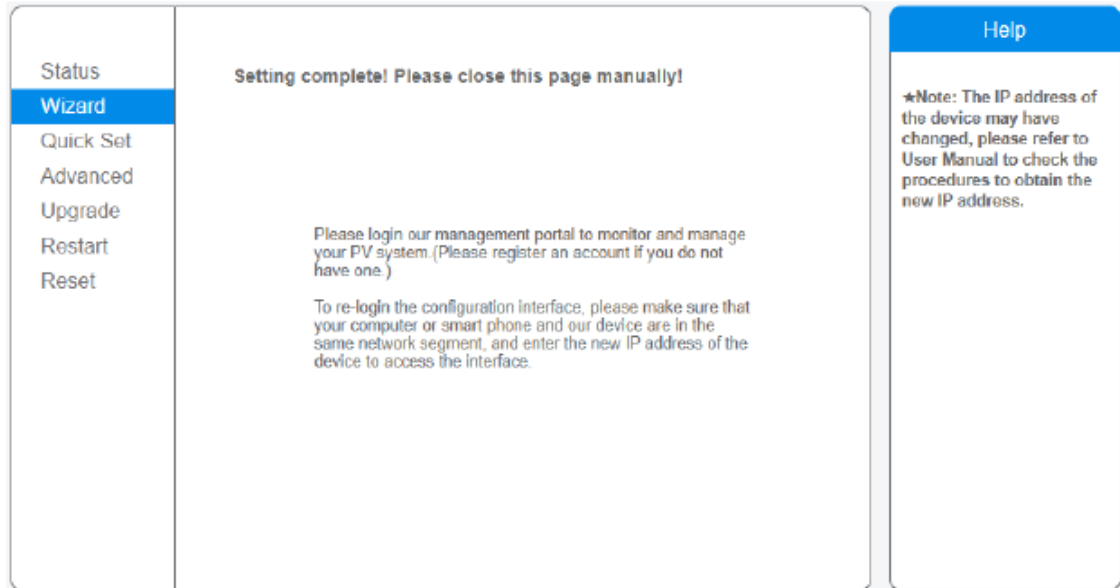 Status
Wizard
Quick Set
Advanced
Upgrade
Restart
Reset
Setting complete! Please close this page manually!
Please login our management portal to monitor and manage
your PV system.(Please register an account if you do not
have one.)
To re-login the configuration interface, please make sure that
your computer or smart phone and our device are in the
same network segment, and enter the new IP address of the
device to access the interface.
Help
★Note: The IP address of
the device may have
changed, please refer to
User Manual to check the
procedures to obtain the
new IP address.